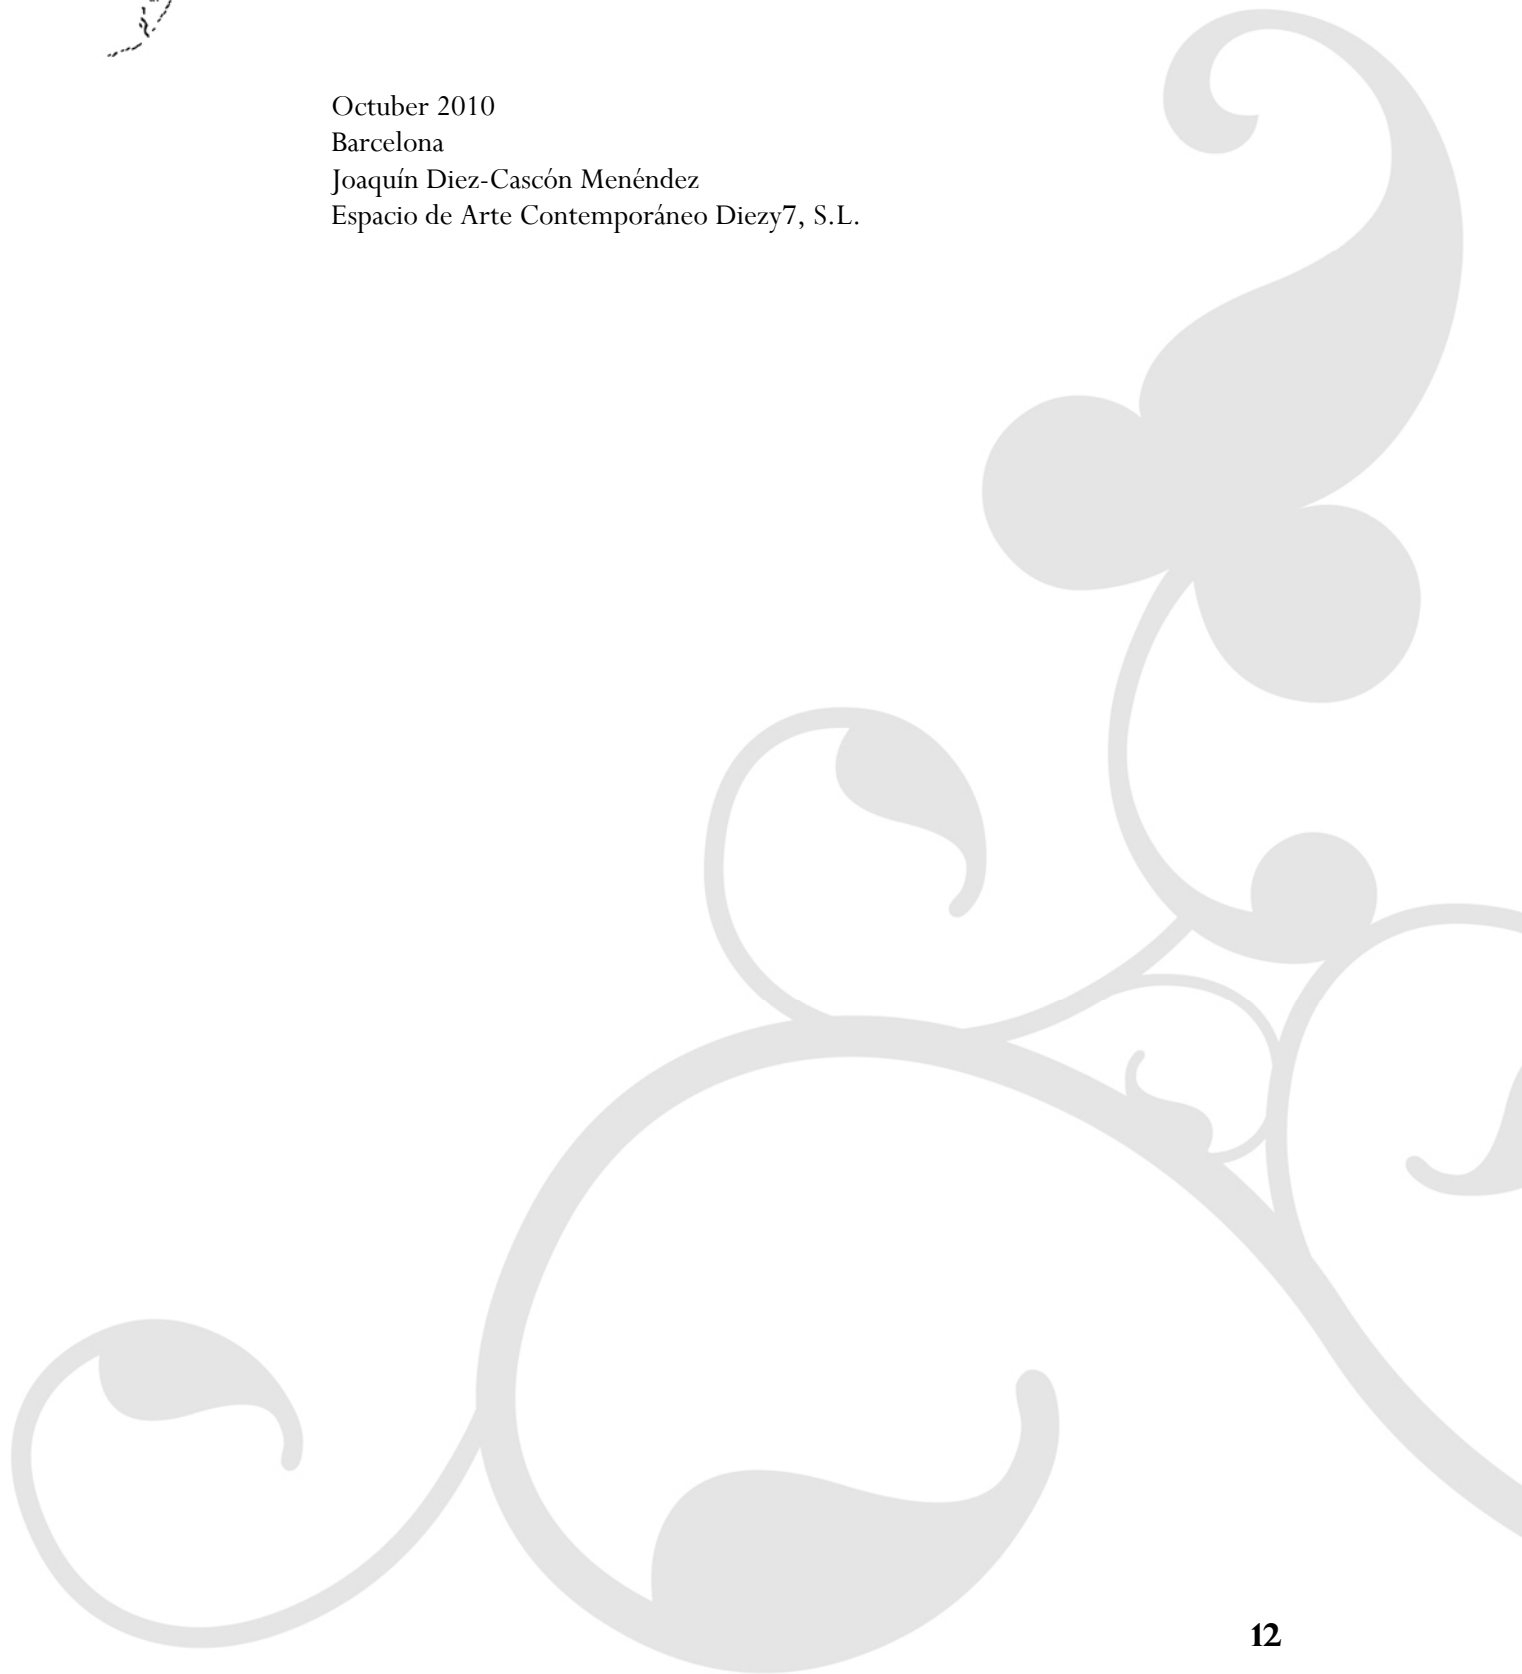 Octuber 2010
Barcelona
Joaquín Diez-Cascón Menéndez
Espacio de Arte Contemporáneo Diezy7, S.L.
12